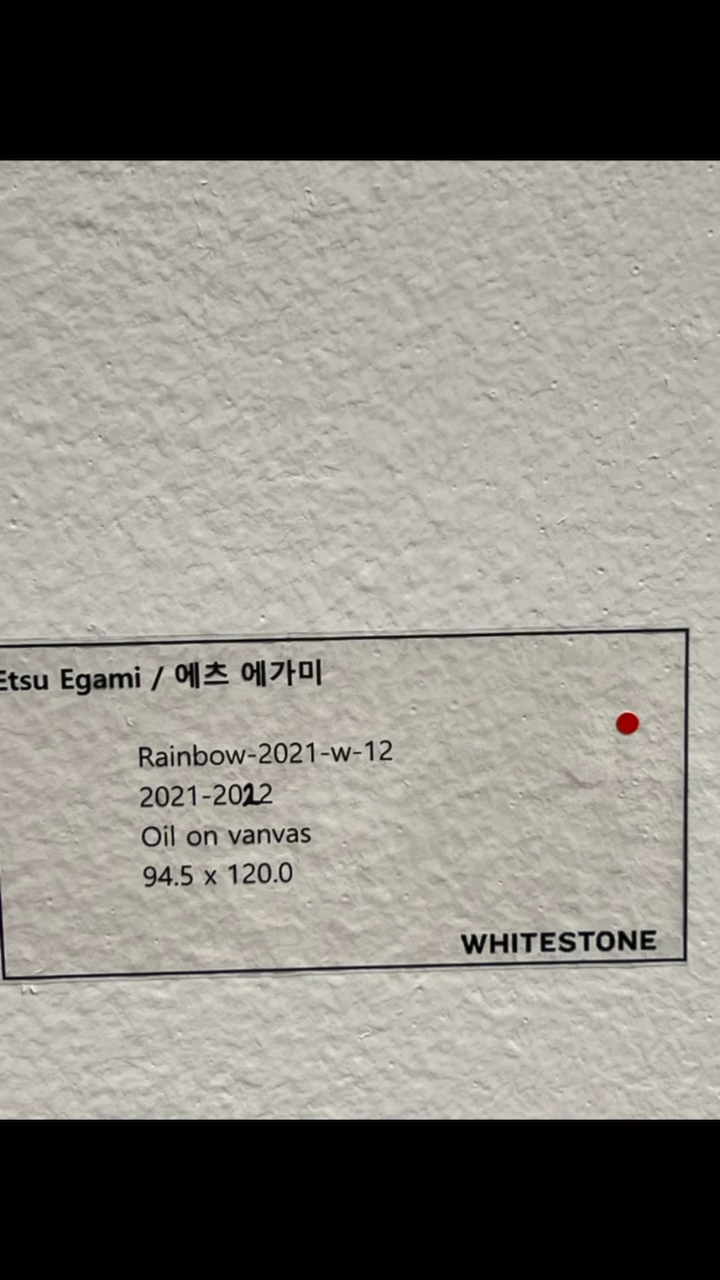 Etsu Egami / 에츠 에가미
Rainbow-2021-w-12
2021-2022
Oil on vanvas
94.5 x 120.0
WHITESTONE